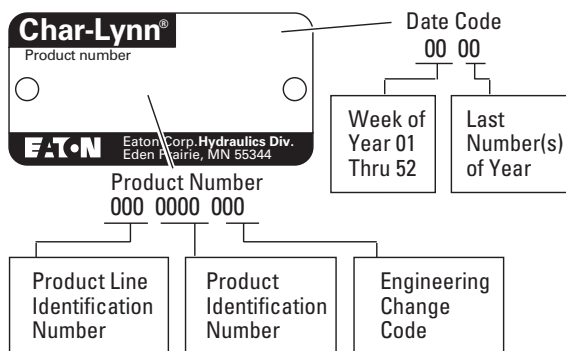 Char-Lynn®
Product number
EATON Eaton Corp. Hydraulics Div.
Eden Prairie, MN 55344
Date Code
00 00
Week of
Year 01
Thru 52
Last
Number(s)
of Year
Product Number
000 0000 000
Product Line
Identification
Number
Product
Identification
Number
Engineering
Change
Code